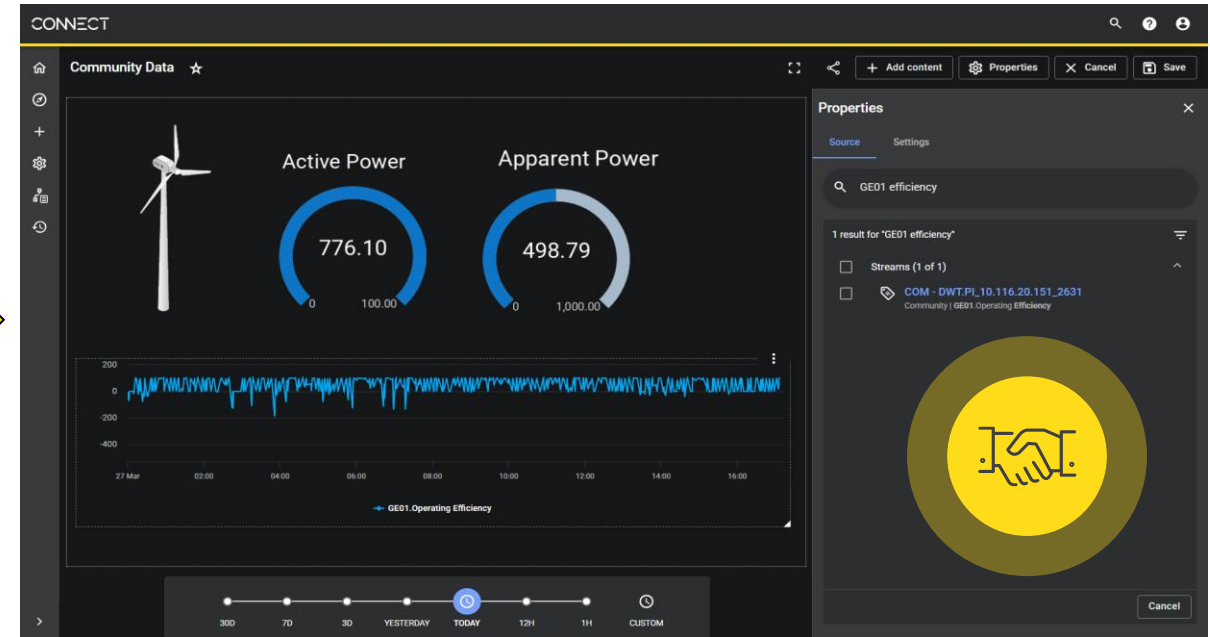 CONNECT
Community Data
Add content
Properties
Cancel
Save
Active Power
776.10
0 100.00
Apparent Power
498.79
0 1,000.00
200
0
-200
-400
27 Mar 02:00 04:00 06:00 08:00 10:00 12:00 14:00 16:00
GE01.Operating Efficiency
30D 7D 3D YESTERDAY TODAY 12H 1H CUSTOM
Properties
Source Settings
GE01 efficiency
1 result for "GE01 efficiency"
Streams (1 of 1)
COM - DWT.PI_10.116.20.151_2631
Community | GE01.Operating Efficiency
Cancel